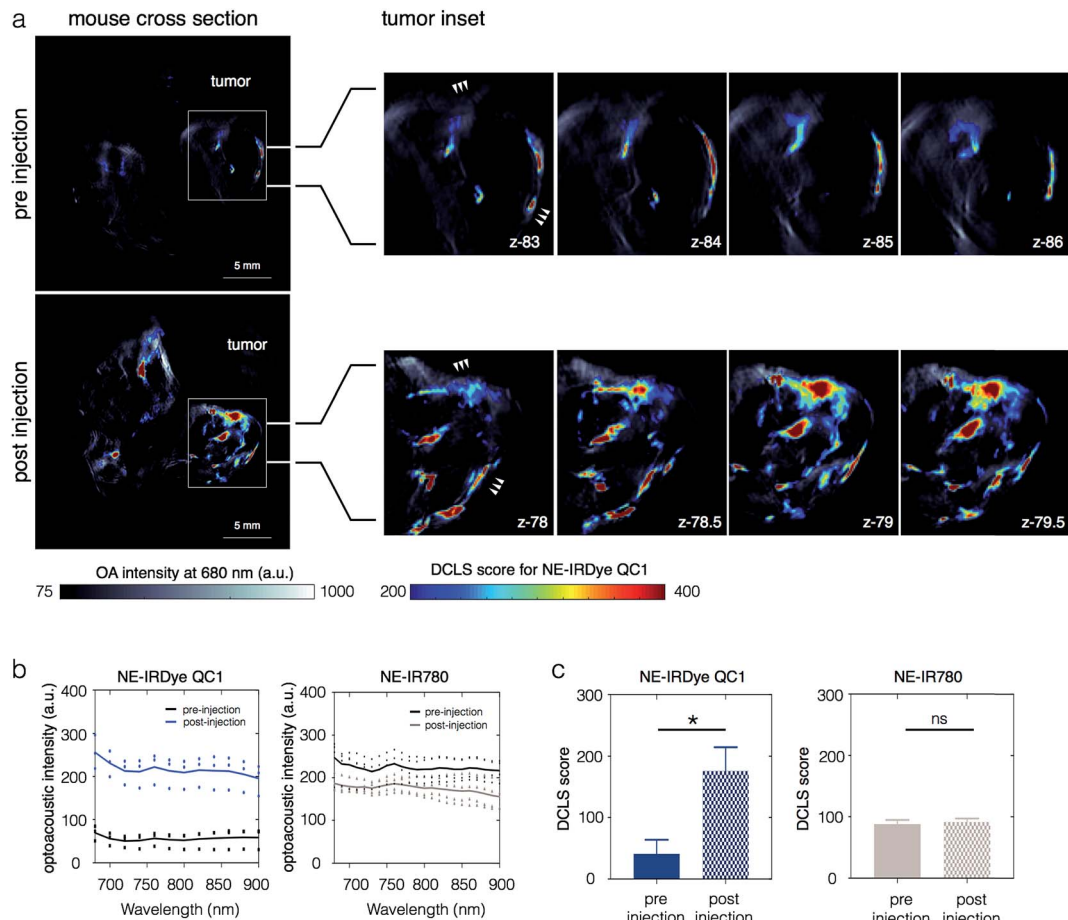 a
mouse cross section
tumor inset
pre injection
tumor
5 mm
z-83
z-84
z-85
z-86
post injection
tumor
5 mm
z-78
z-78.5
z-79
z-79.5
OA intensity at 680 nm (a.u.)
75
1000
DCLS score for NE-IRDye QC1
200
400
b
NE-IRDye QC1
optoacoustic intensity (a.u.)
400
300
200
100
0
pre-injection
post-injection
700
750
800
850
900
Wavelength (nm)
NE-IR780
optoacoustic intensity (a.u.)
400
300
200
100
0
pre-injection
post-injection
700
750
800
850
900
Wavelength (nm)
c
NE-IRDye QC1
DCLS score
300
200
100
0
*
pre
injection
post
injection
NE-IR780
DCLS score
300
200
100
0
ns
pre
injection
post
injection